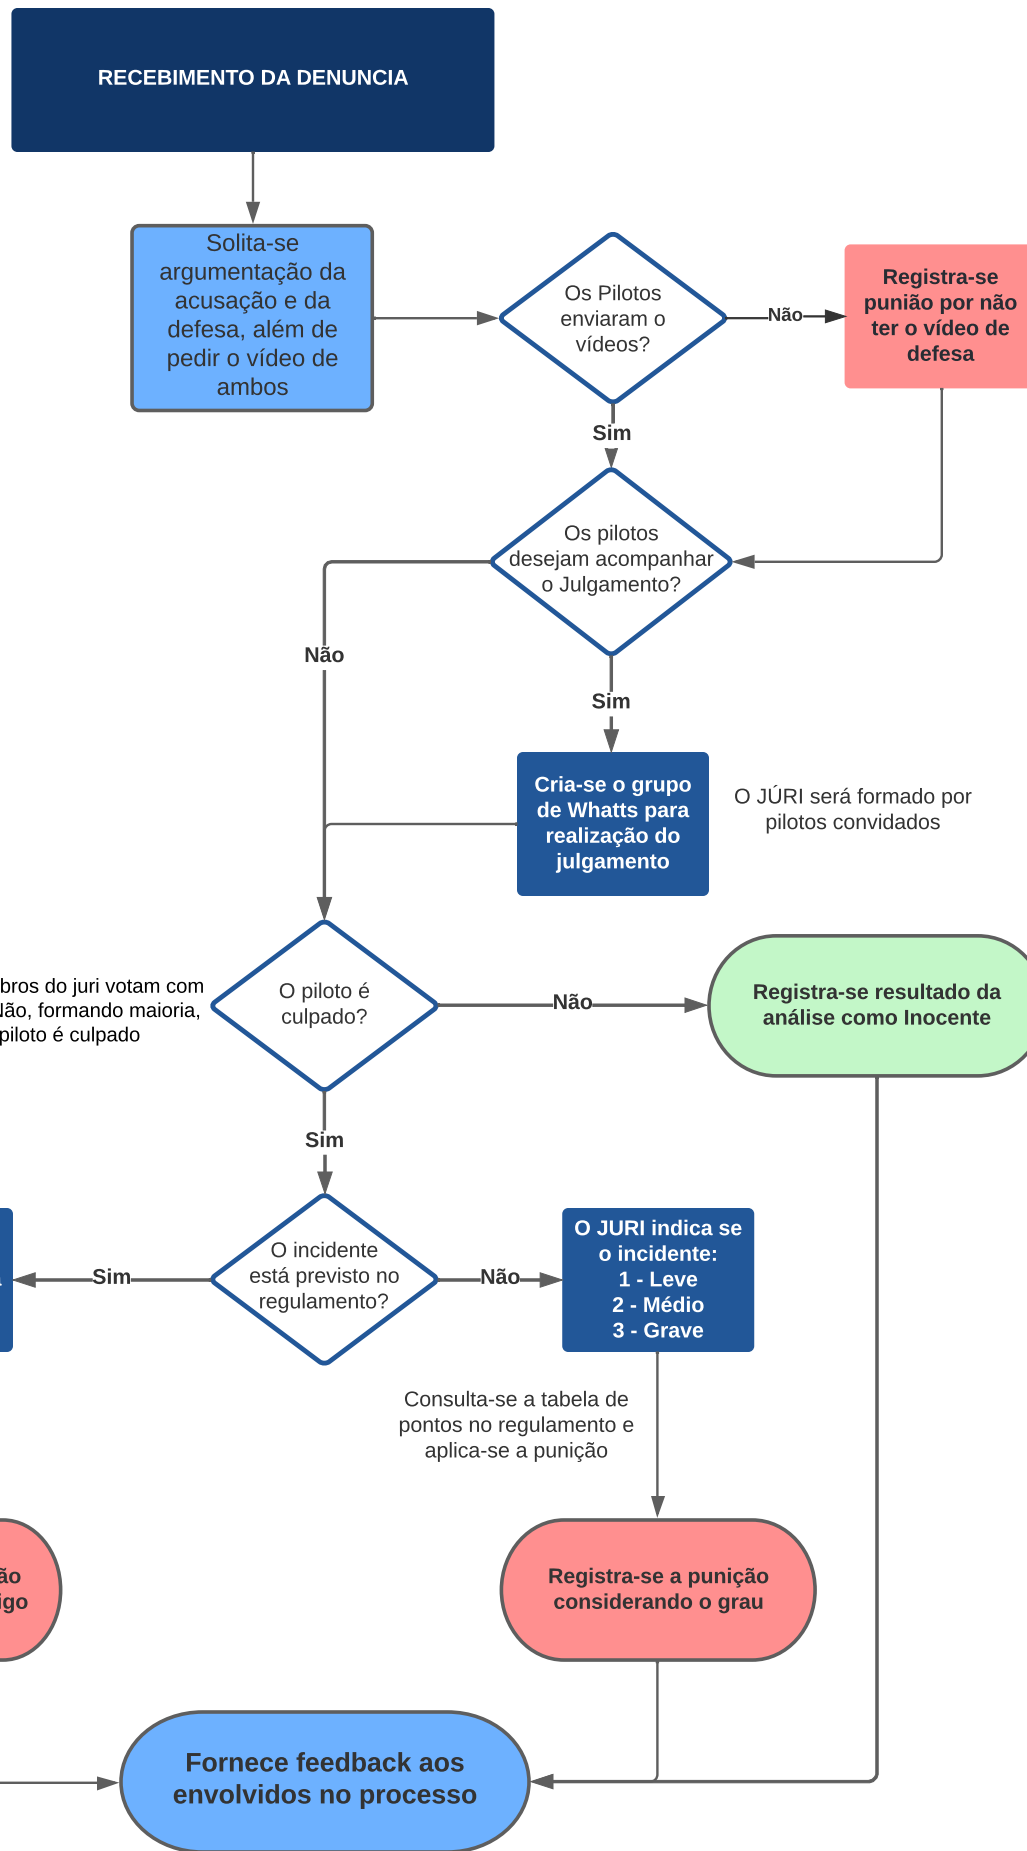 RECEBIMENTO DA DENUNCIA
Solita-se
argumentação da
acusação e da
defesa, além de
pedir o vídeo de
ambos
Os Pilotos
enviaram o
vídeos?
Não
Registra-se
punião por não
ter o vídeo de
defesa
Sim
Os pilotos
desejam acompanhar
o Julgamento?
Não
Sim
Cria-se o grupo
de Whatts para
realização do
julgamento
O JÚRI será formado por
pilotos convidados
bros do juri votam com
Não, formando maioria,
piloto é culpado
O piloto é
culpado?
Não
Registra-se resultado da
análise como Inocente
Sim
O incidente
está previsto no
regulamento?
Sim
Não
O JURI indica se
o incidente:
1 - Leve
2 - Médio
3 - Grave
Consulta-se a tabela de
pontos no regulamento e
aplica-se a punição
ão
igo
Registra-se a punição
considerando o grau
Fornece feedback aos
envolvidos no processo